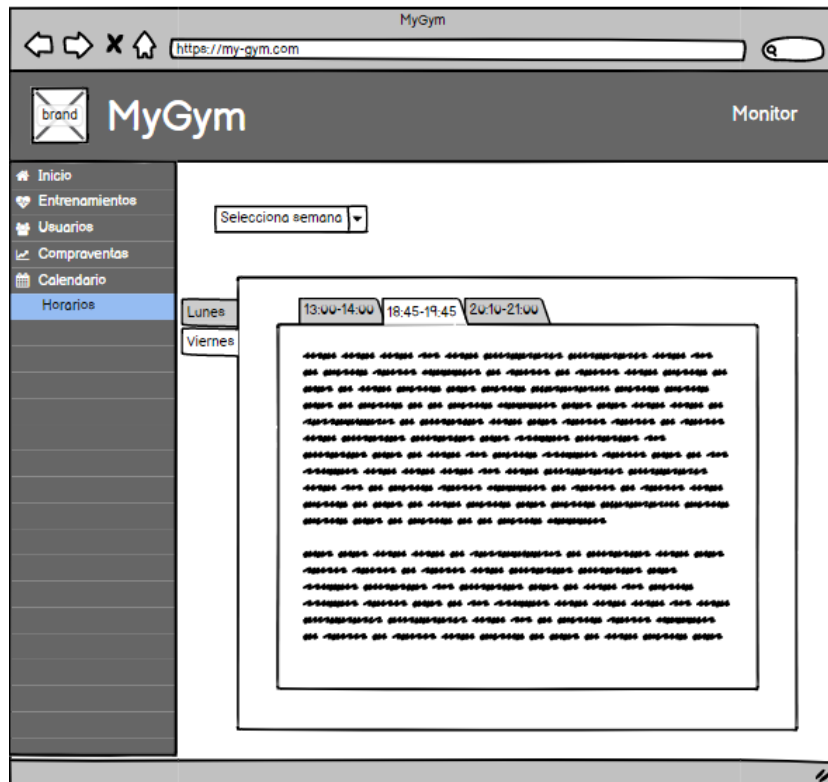 MyGym
https://my-gym.com
brand
MyGym
Monitor
Inicio
Entrenamientos
Usuarios
Compraventas
Calendario
Horarios
Selecciona semana
Lunes
Viernes
13:00-14:00
18:45-19:45
20:10-21:00